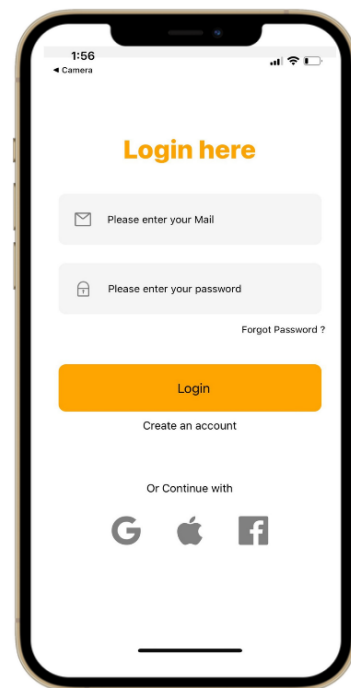 1:56
◄ Camera
Login here
Please enter your Mail
Please enter your password
Forgot Password ?
Login
Create an account
Or Continue with